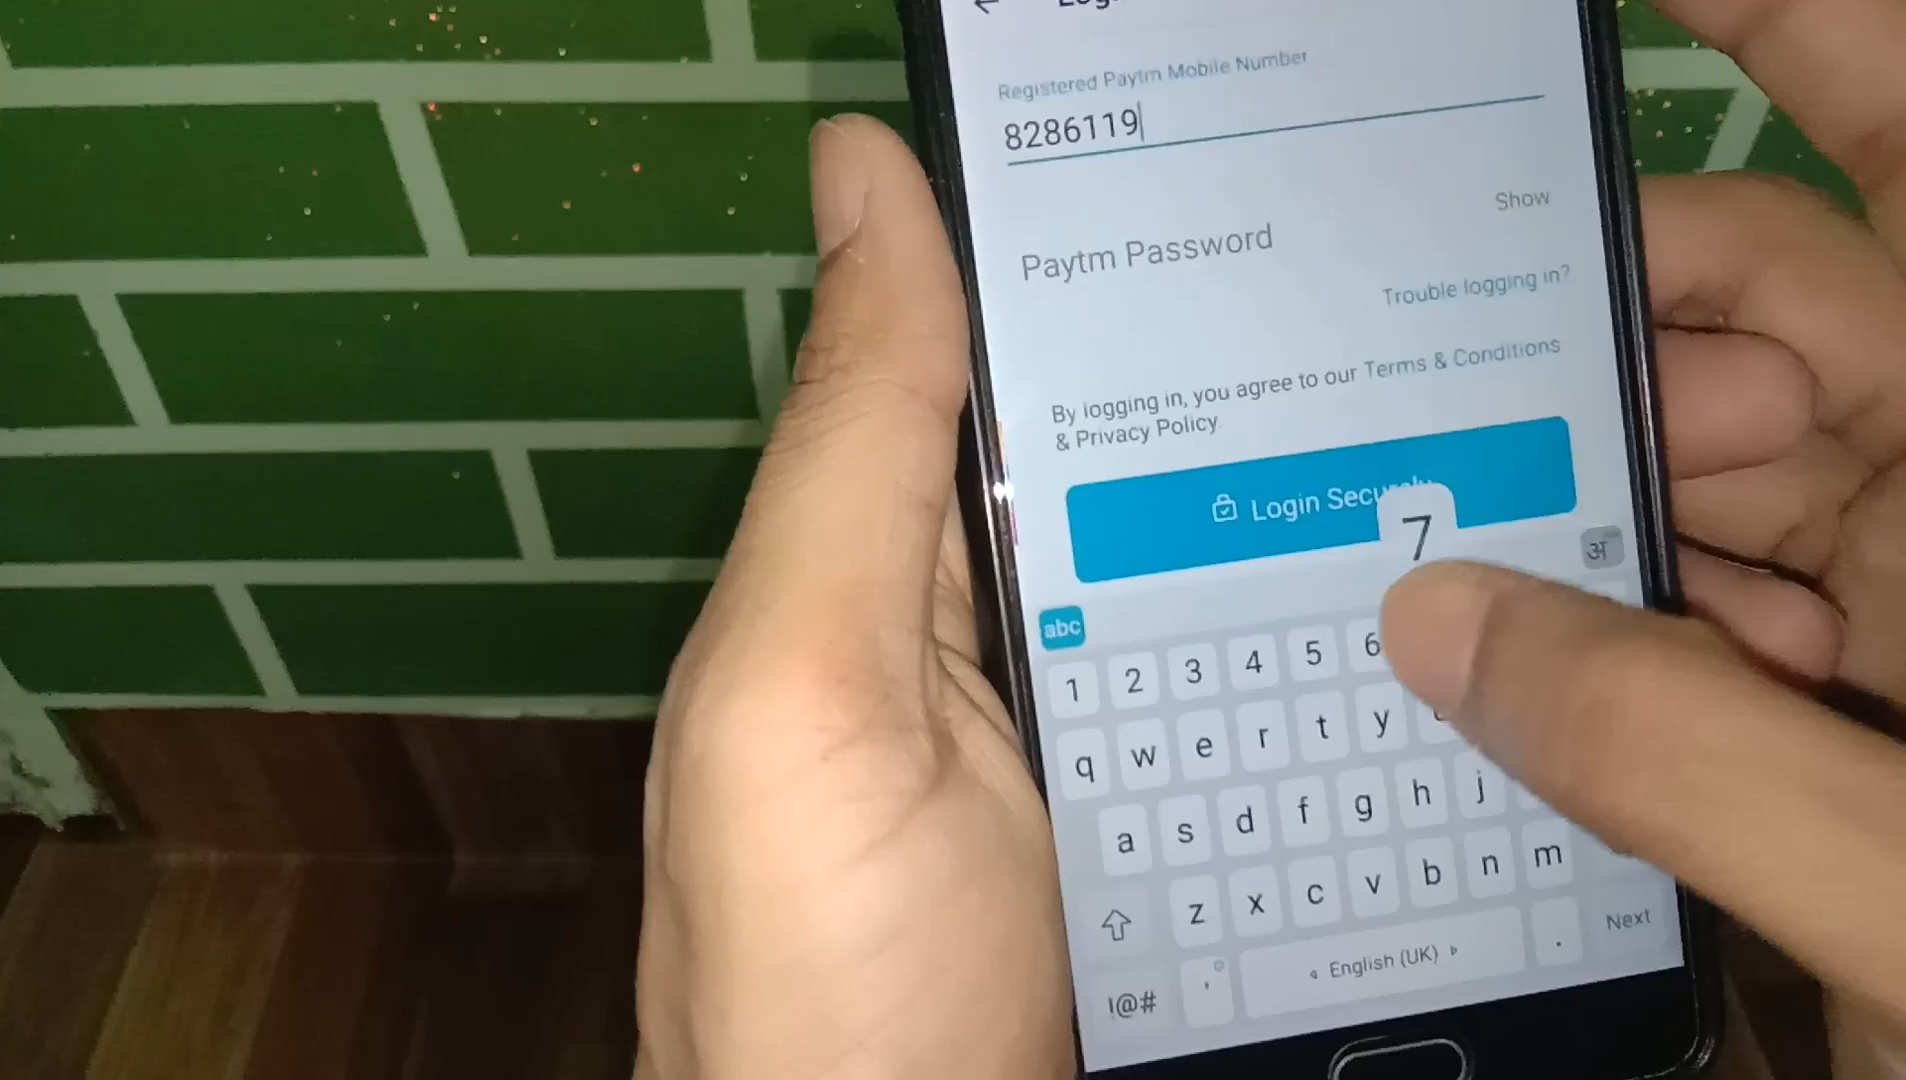 Registered Paytm Mobile Number
8286119
Show
Paytm Password
Trouble logging in?
By logging in, you agree to our Terms & Conditions
& Privacy Policy.
Login
7
अ
abc
1 2 3 4 5 6
q w e r t y
a s d f g h j
z x c v b n m
!@# ' English (UK) . Next